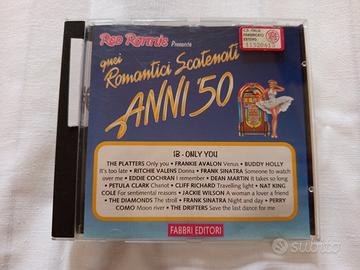 Red Ronnie Presenta
C.D. ITALIA
quei
Romantici Scatenati
ANNI '50
18 - ONLY YOU
THE PLATTERS Only you • FRANKIE AVALON Venus • BUDDY HOLLY
It's too late • RITCHIE VALENS Donna • FRANK SINATRA Someone to watch
over me • EDDIE COCHRAN I remember • DEAN MARTIN It takes so long
• PETULA CLARK Chariot • CLIFF RICHARD Travelling light • NAT KING
COLE For sentimental reasons • JACKIE WILSON A woman a lover a friend
• THE DIAMONDS The stroll • FRANK SINATRA Night and day • PERRY
COMO Moon river • THE DRIFTERS Save the last dance for me
FABBRI EDITORI
subito